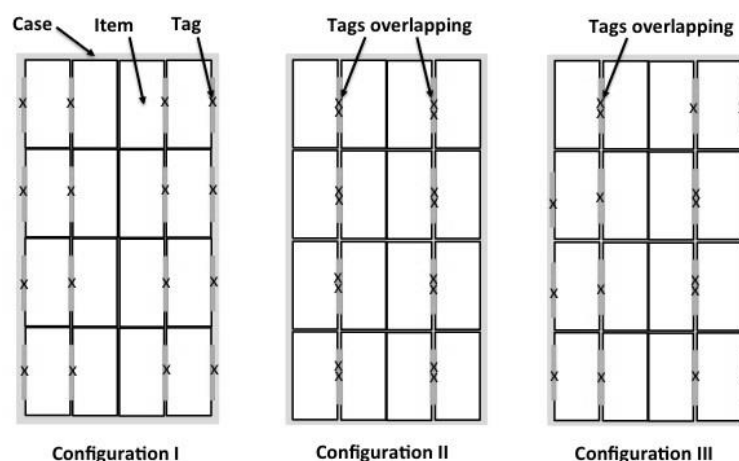 Case Item Tag Tags overlapping Tags overlapping
X X X X X X X X X X
X X X X X X X X X X X X
X X X X X X X X X X X X
X X X X X X X X X X X X
Configuration I Configuration II Configuration III